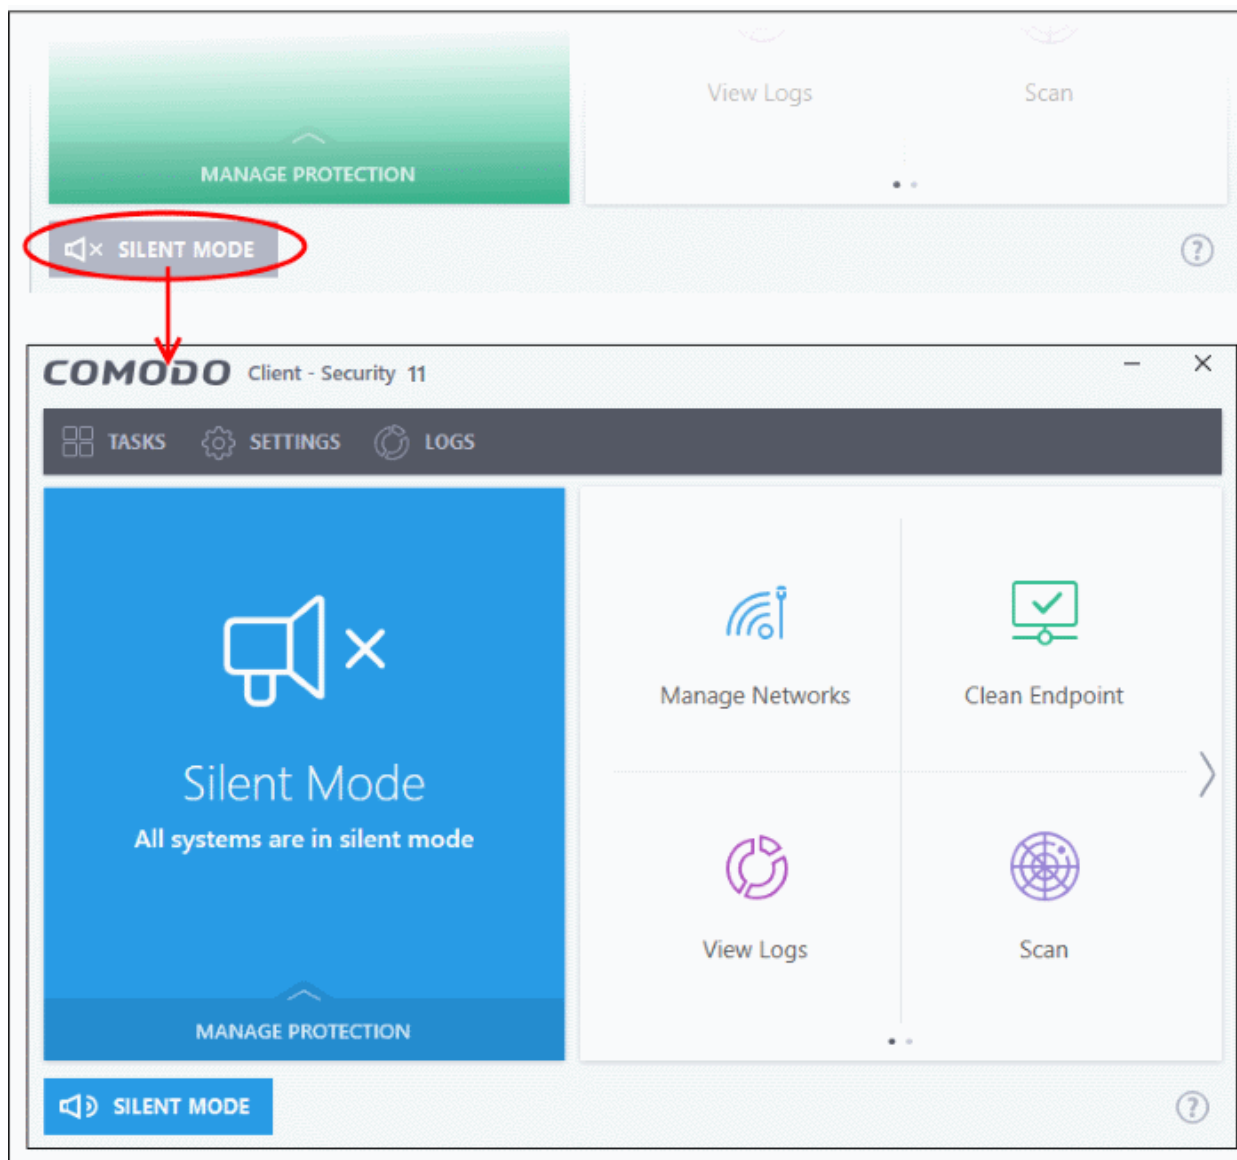 View Logs
Scan
MANAGE PROTECTION
SILENT MODE
?
COMODO Client - Security 11
TASKS SETTINGS LOGS
Manage Networks
Clean Endpoint
Silent Mode
All systems are in silent mode
View Logs
Scan
MANAGE PROTECTION
SILENT MODE
?